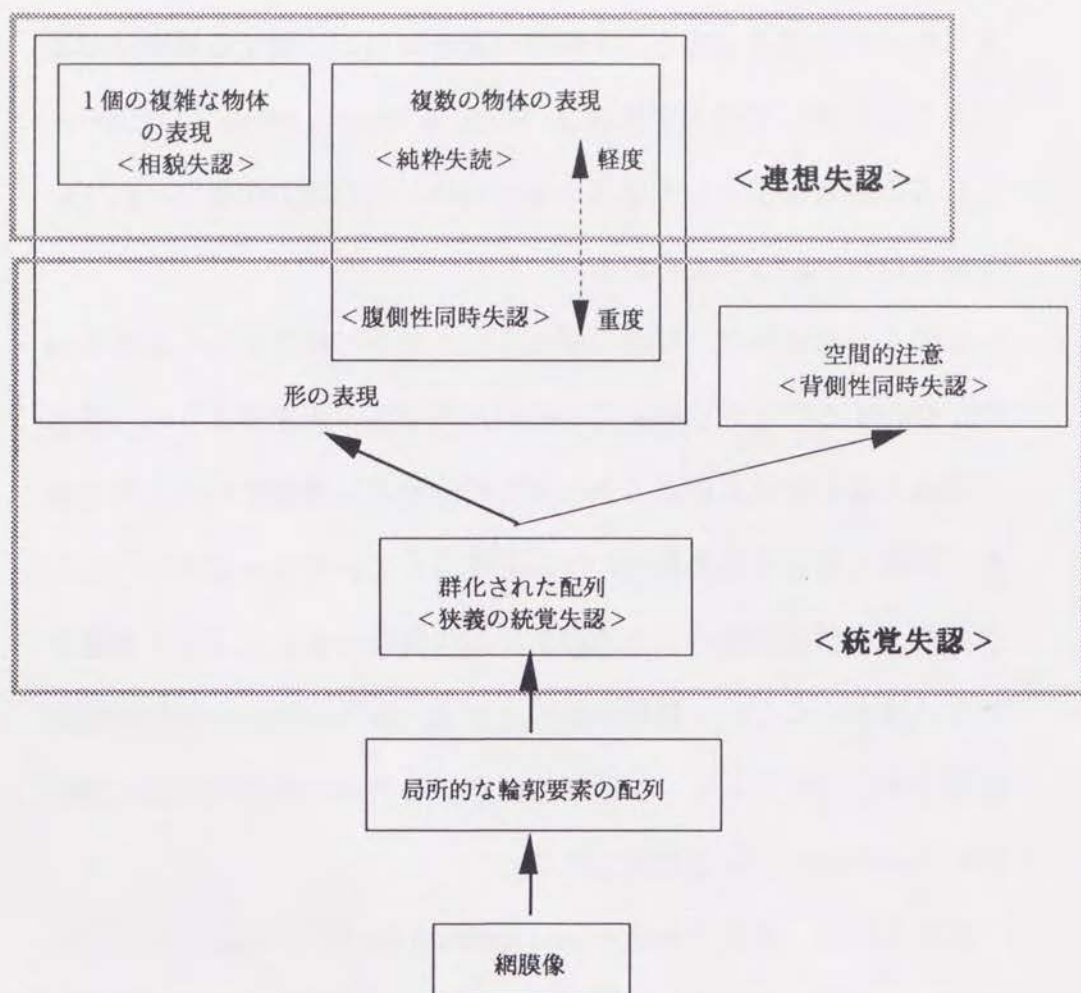 1個の複雑な物体
の表現
<相貌失認>
複数の物体の表現
<純粋失読>
軽度
<連想失認>
<腹側性同時失認>
重度
形の表現
空間的注意
<背側性同時失認>
群化された配列
<狭義の統覚失認>
<統覚失認>
局所的な輪郭要素の配列
網膜像